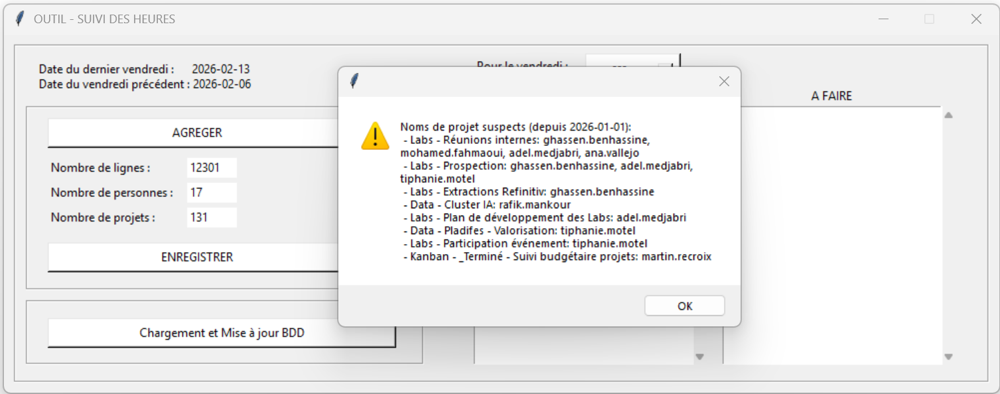 OUTIL - SUIVI DES HEURES
Date du dernier vendredi : 2026-02-13
Date du vendredi précédent : 2026-02-06
Pour le vendredi :
A FAIRE
AGREGER
Nombre de lignes : 12301
Nombre de personnes : 17
Nombre de projets : 131
ENREGISTRER
Chargement et Mise à jour BDD
Noms de projet suspects (depuis 2026-01-01):
- Labs - Réunions internes: ghassen.benhassine,
mohamed.fahmaoui, adel.medjabri, ana.vallejo
- Labs - Prospection: ghassen.benhassine, adel.medjabri,
tiphanie.motel
- Labs - Extractions Refinitiv: ghassen.benhassine
- Data - Cluster IA: rafik.mankour
- Labs - Plan de développement des Labs: adel.medjabri
- Data - Pladifes - Valorisation: tiphanie.motel
- Labs - Participation événement: tiphanie.motel
- Kanban - _Terminé - Suivi budgétaire projets: martin.recroix
OK